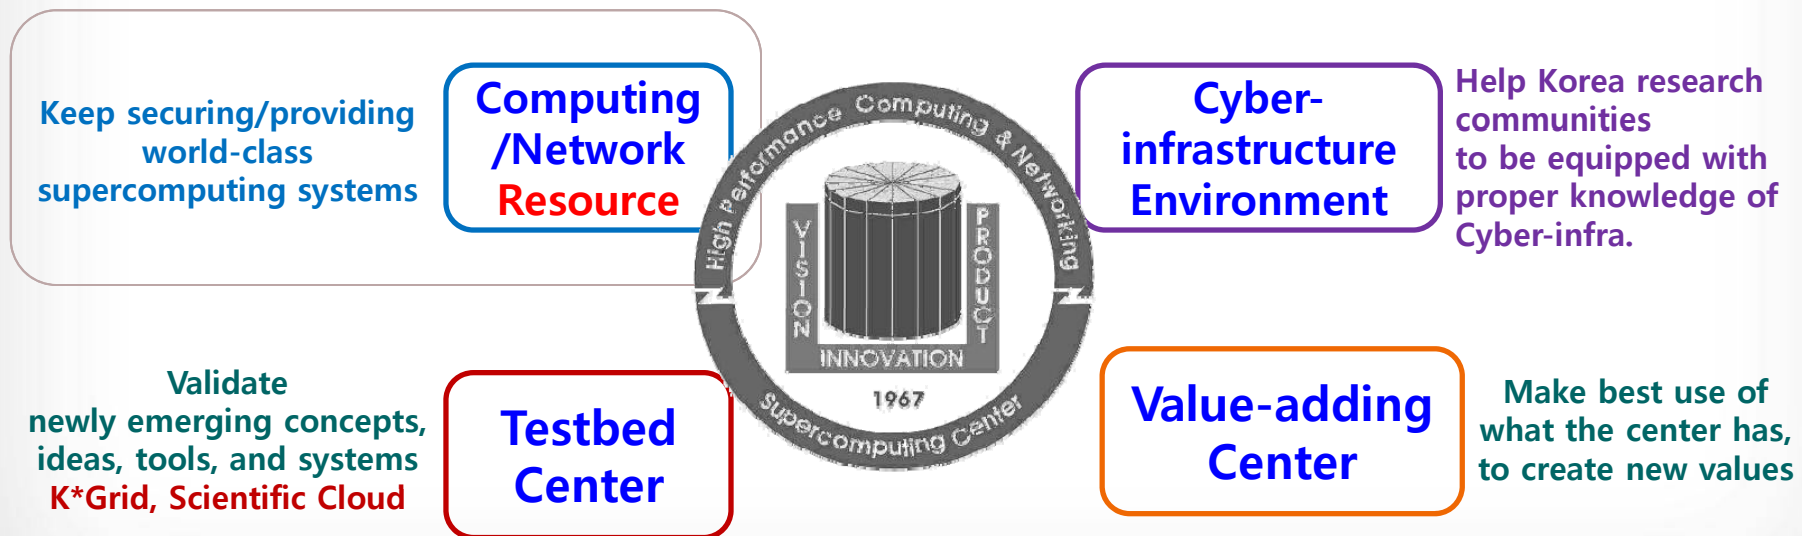 Keep securing/providing
world-class
supercomputing systems
Computing
/Network
Resource
High Performance Computing & Networking
VISION
PRODUCT
INNOVATION
1967
Supercomputing Center
Cyber-
infrastructure
Environment
Help Korea research
communities
to be equipped with
proper knowledge of
Cyber-infra.
Validate
newly emerging concepts,
ideas, tools, and systems
K*Grid, Scientific Cloud
Testbed
Center
Value-adding
Center
Make best use of
what the center has,
to create new values